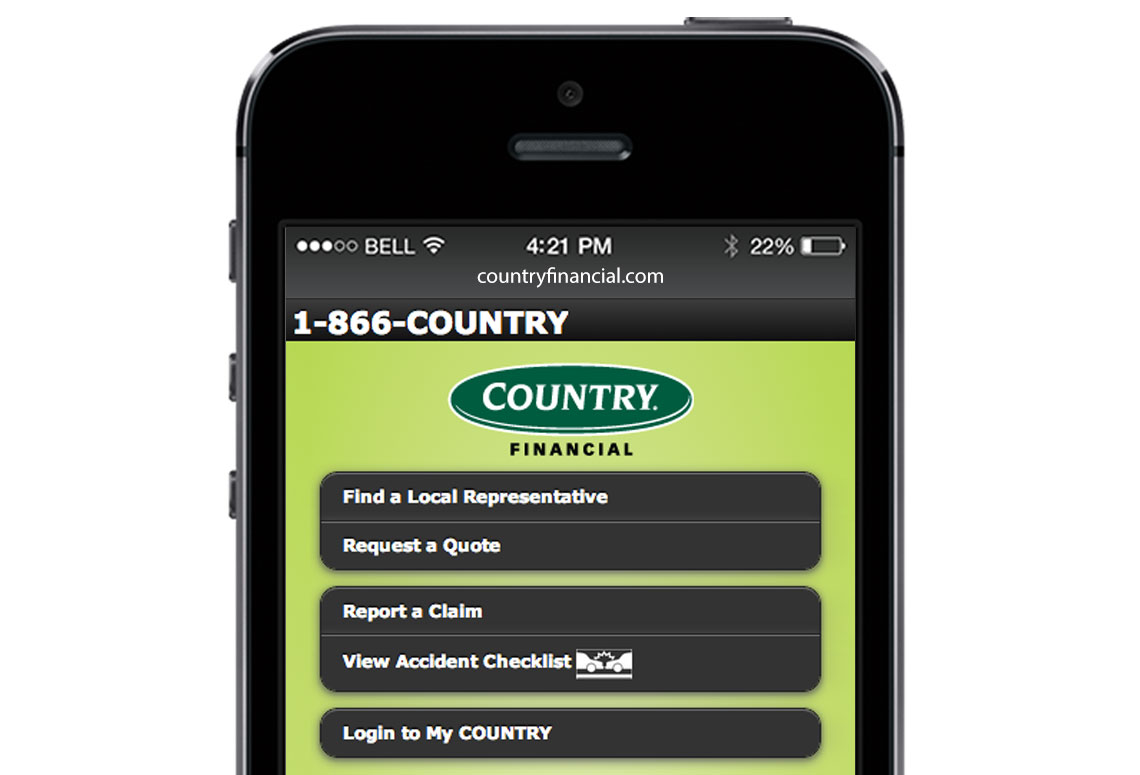 BELL 4:21 PM 22%
countryfinancial.com
1-866-COUNTRY
COUNTRY.
FINANCIAL
Find a Local Representative
Request a Quote
Report a Claim
View Accident Checklist
Login to My COUNTRY